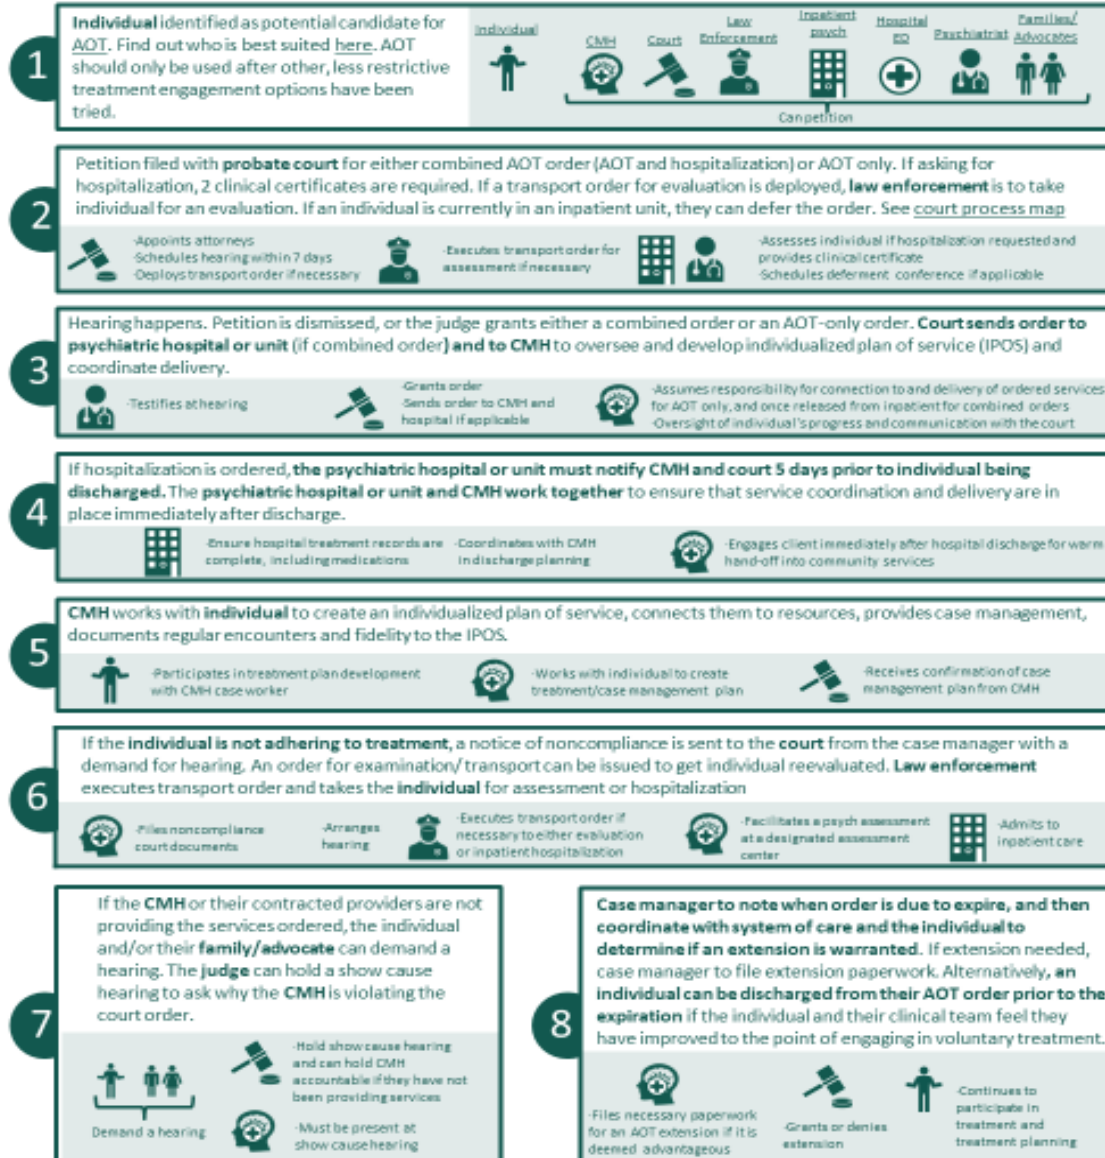 1
Individual identified as potential candidate for
AOT. Find out who is best suited here. AOT
should only be used after other, less restrictive
treatment engagement options have been
tried.
Individual
CMH
Court
Law
Enforcement
Inpatient
psych
Hospital
ED
Psychiatrist
Families/
Advocates
Can petition
2
Petition filed with probate court for either combined AOT order (AOT and hospitalization) or AOT only. If asking for
hospitalization, 2 clinical certificates are required. If a transport order for evaluation is deployed, law enforcement is to take
individual for an evaluation. If an individual is currently in an inpatient unit, they can defer the order. See court process map
-Appoints attorneys
-Schedules hearing within 7 days
-Deploys transport order if necessary
-Executes transport order for
assessment if necessary
-Assesses individual if hospitalization requested and
provides clinical certificate
-Schedules deferment conference if applicable
3
Hearing happens. Petition is dismissed, or the judge grants either a combined order or an AOT-only order. Court sends order to
psychiatric hospital or unit (if combined order) and to CMH to oversee and develop individualized plan of service (IPOS) and
coordinate delivery.
-Testifies at hearing
-Grants order
-Sends order to CMH and
hospital if applicable
-Assumes responsibility for connection to and delivery of ordered services
for AOT only, and once released from inpatient for combined orders
-Oversight of individual's progress and communication with the court
4
If hospitalization is ordered, the psychiatric hospital or unit must notify CMH and court 5 days prior to individual being
discharged. The psychiatric hospital or unit and CMH work together to ensure that service coordination and delivery are in
place immediately after discharge.
-Ensure hospital treatment records are
complete, including medications
-Coordinates with CMH
in discharge planning
-Engages client immediately after hospital discharge for warm
hand-off into community services
5
CMH works with individual to create an individualized plan of service, connects them to resources, provides case management,
documents regular encounters and fidelity to the IPOS.
-Participates in treatment plan development
with CMH case worker
-Works with individual to create
treatment/case management plan
-Receives confirmation of case
management plan from CMH
6
If the individual is not adhering to treatment, a notice of noncompliance is sent to the court from the case manager with a
demand for hearing. An order for examination/ transport can be issued to get individual reevaluated. Law enforcement
executes transport order and takes the individual for assessment or hospitalization
-Files noncompliance
court documents
-Arranges
hearing
-Executes transport order if
necessary to either evaluation
or inpatient hospitalization
-Facilitates a psych assessment
at a designated assessment
center
-Admits to
inpatient care
7
If the CMH or their contracted providers are not
providing the services ordered, the individual
and/or their family/advocate can demand a
hearing. The judge can hold a show cause
hearing to ask why the CMH is violating the
court order.
Demand a hearing
-Hold show cause hearing
and can hold CMH
accountable if they have not
been providing services
-Must be present at
show cause hearing
8
Case manager to note when order is due to expire, and then
coordinate with system of care and the individual to
determine if an extension is warranted. If extension needed,
case manager to file extension paperwork. Alternatively, an
individual can be discharged from their AOT order prior to the
expiration if the individual and their clinical team feel they
have improved to the point of engaging in voluntary treatment.
-Files necessary paperwork
for an AOT extension if it is
deemed advantageous
-Grants or denies
extension
-Continues to
participate in
treatment and
treatment planning